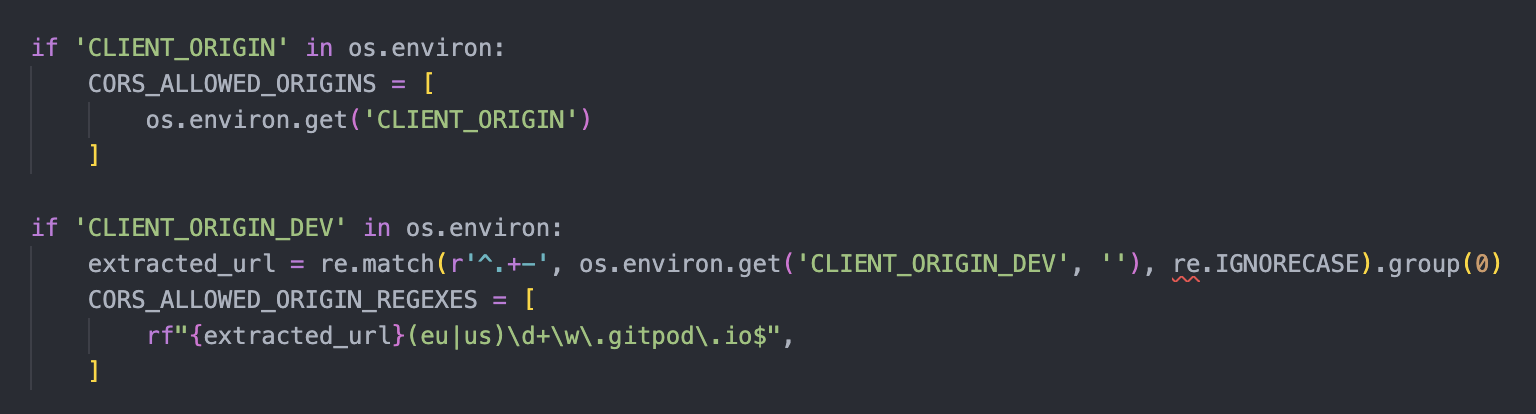 if 'CLIENT_ORIGIN' in os.environ:
    CORS_ALLOWED_ORIGINS = [
        os.environ.get('CLIENT_ORIGIN')
    ]

if 'CLIENT_ORIGIN_DEV' in os.environ:
    extracted_url = re.match(r'^.+-', os.environ.get('CLIENT_ORIGIN_DEV', ''), re.IGNORECASE).group(0)
    CORS_ALLOWED_ORIGIN_REGEXES = [
        rf"{extracted_url}(eu|us)\d+\w\.gitpod\.io$",
    ]